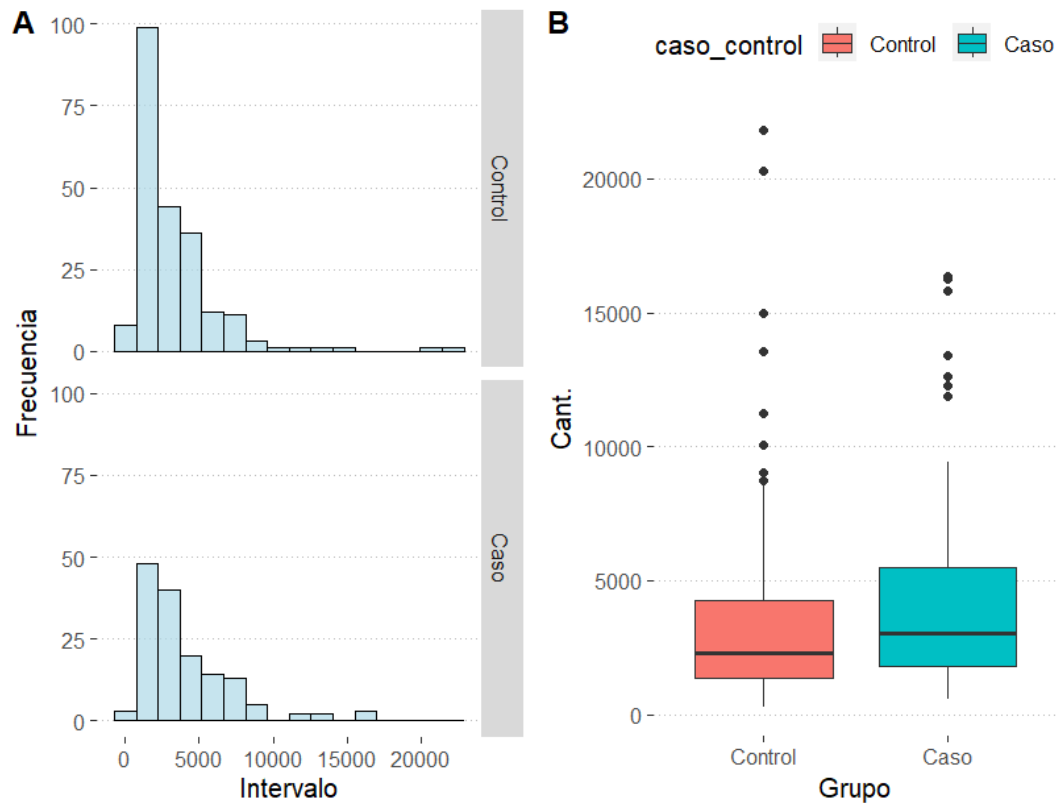 A
100
75
50
25
0
Control
100
75
50
25
0
Caso
Frecuencia
0 5000 10000 15000 20000
Intervalo
B
caso_control Control Caso
20000
15000
10000
5000
0
Cant.
Control Caso
Grupo